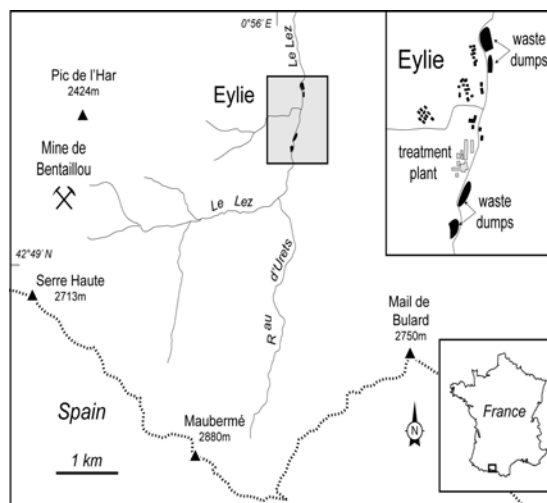 0°56' E
Le Lez
Eylie
Pic de l'Har
2424m
Mine de
Bentaillou
Le Lez
42°49' N
Serre Haute
2713m
Rau d'Urets
Mail de
Bulard
2750m
Spain
Maubermé
2880m
1 km
N
waste
dumps
Eylie
treatment
plant
waste
dumps
France